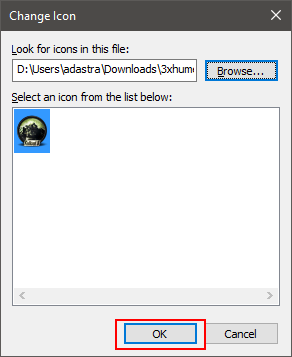 Change Icon
Look for icons in this file:
D:\Users\adastra\Downloads\3xhum
Browse...
Select an icon from the list below:
OK
Cancel